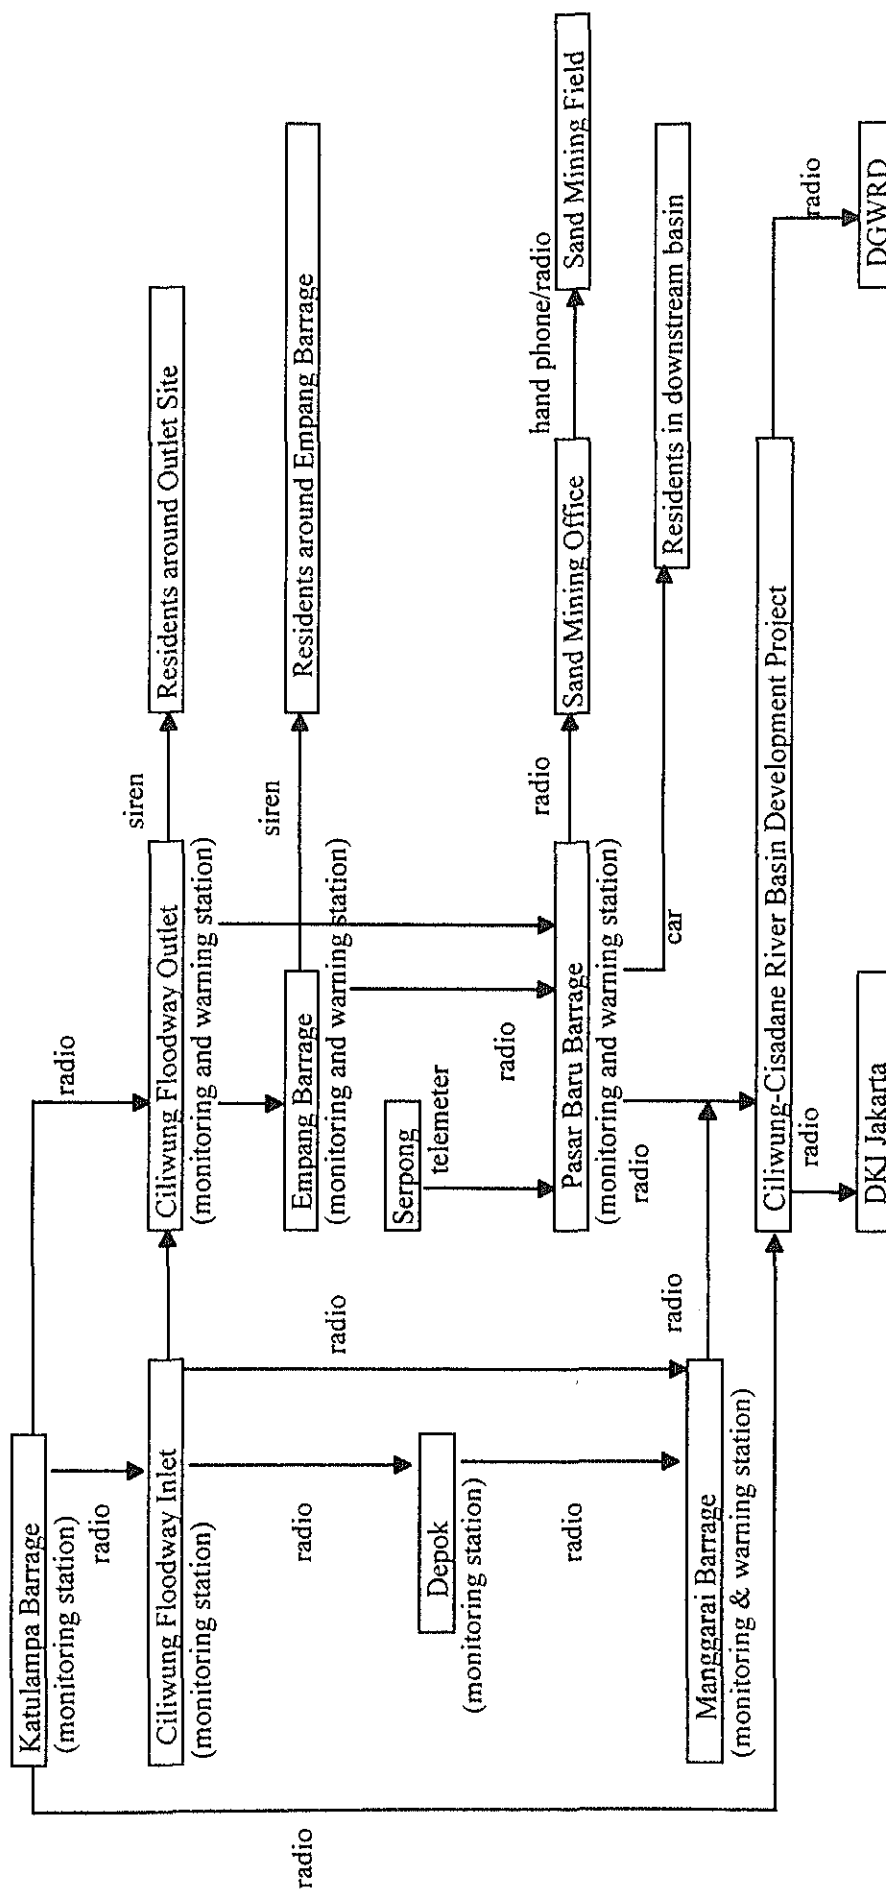 Katulampa Barrage
(monitoring station)
radio
radio
radio
Ciliwung Floodway Inlet
(monitoring station)
Ciliwung Floodway Outlet
(monitoring and warning station)
siren
Residents around Outlet Site
radio
radio
Empang Barrage
(monitoring and warning station)
siren
Residents around Empang Barrage
Depok
(monitoring station)
radio
Serpong
telemeter
radio
Pasar Baru Barrage
(monitoring and warning station)
radio
Sand Mining Office
hand phone/radio
Sand Mining Field
radio
car
Residents in downstream basin
Manggarai Barrage
(monitoring & warning station)
radio
Ciliwung-Cisadane River Basin Development Project
radio
radio
DKI Jakarta
DGWRD